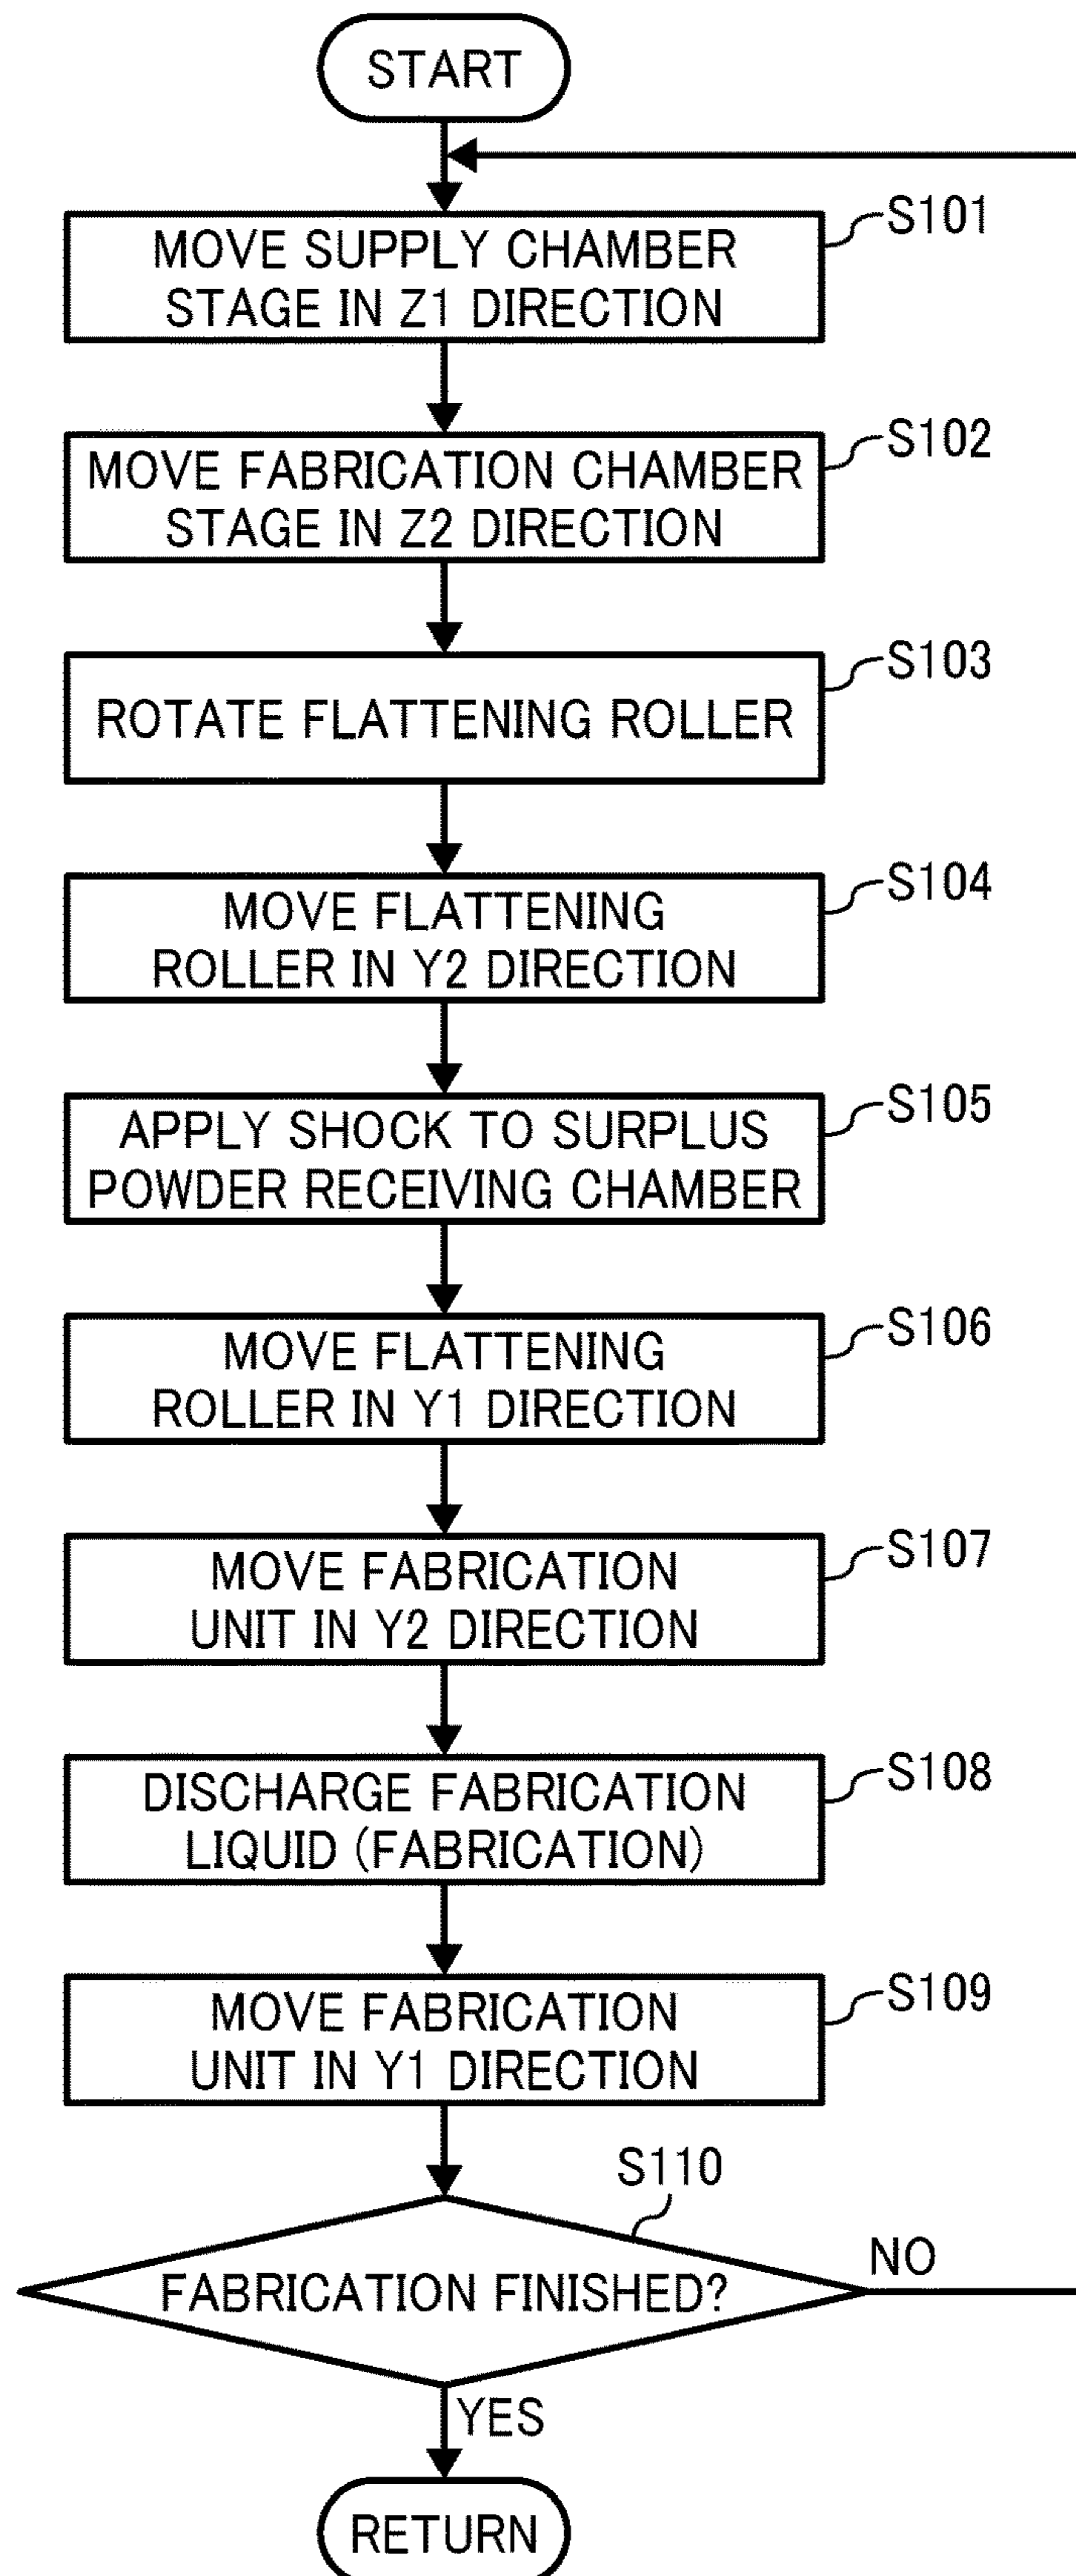 START
S101
MOVE SUPPLY CHAMBER
STAGE IN Z1 DIRECTION
S102
MOVE FABRICATION CHAMBER
STAGE IN Z2 DIRECTION
S103
ROTATE FLATTENING ROLLER
S104
MOVE FLATTENING
ROLLER IN Y2 DIRECTION
S105
APPLY SHOCK TO SURPLUS
POWDER RECEIVING CHAMBER
S106
MOVE FLATTENING
ROLLER IN Y1 DIRECTION
S107
MOVE FABRICATION
UNIT IN Y2 DIRECTION
S108
DISCHARGE FABRICATION
LIQUID (FABRICATION)
S109
MOVE FABRICATION
UNIT IN Y1 DIRECTION
S110
FABRICATION FINISHED?
NO
YES
RETURN